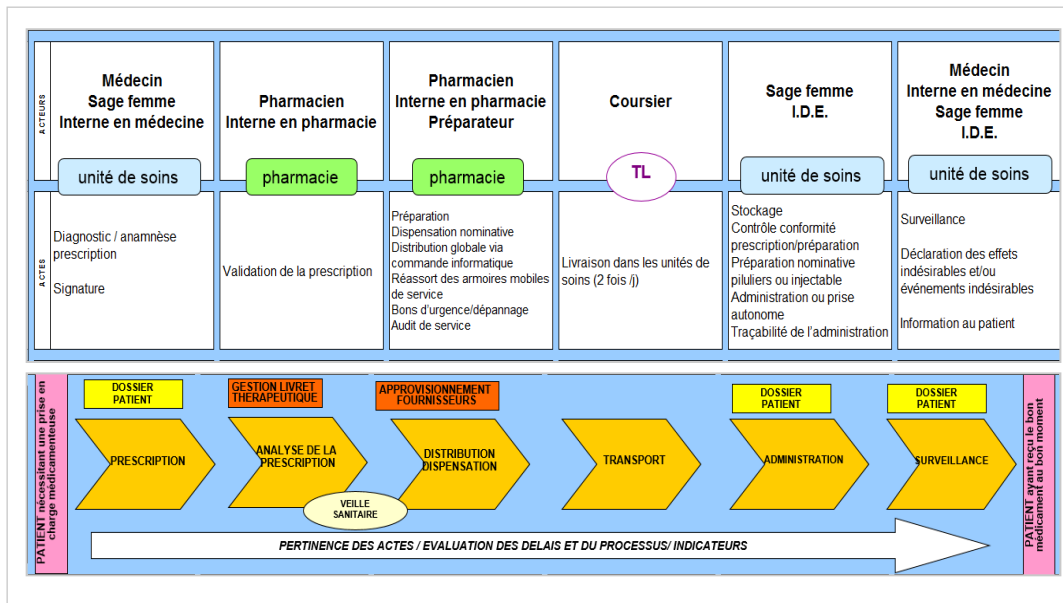 ACTEURS
Médecin
Sage femme
Interne en médecine
unité de soins
Pharmacien
Interne en pharmacie
pharmacie
Pharmacien
Interne en pharmacie
Préparateur
pharmacie
Coursier
TL
Sage femme
I.D.E.
unité de soins
Médecin
Interne en médecine
Sage femme
I.D.E.
unité de soins
ACTES
Diagnostic / anamnèse
prescription
Signature
Validation de la prescription
Préparation
Dispensation nominative
Distribution globale via
commande informatique
Réassort des armoires mobiles
de service
Bons d'urgence/dépannage
Audit de service
Livraison dans les unités de
soins (2 fois /j)
Stockage
Contrôle conformité
prescription/préparation
Préparation nominative
piluliers ou injectable
Administration ou prise
autonome
Traçabilité de l'administration
Surveillance
Déclaration des effets
indésirables et/ou
événements indésirables
Information au patient
PATIENT nécessitant une prise en
charge médicamenteuse
DOSSIER
PATIENT
PRESCRIPTION
GESTION LIVRET
THERAPEUTIQUE
ANALYSE DE LA
PRESCRIPTION
VEILLE
SANITAIRE
APPROVISIONNEMENT
FOURNISSEURS
DISTRIBUTION
DISPENSATION
TRANSPORT
DOSSIER
PATIENT
ADMINISTRATION
DOSSIER
PATIENT
SURVEILLANCE
PATIENT ayant reçu le bon
médicament au bon moment
PERTINENCE DES ACTES / EVALUATION DES DELAIS ET DU PROCESSUS/ INDICATEURS